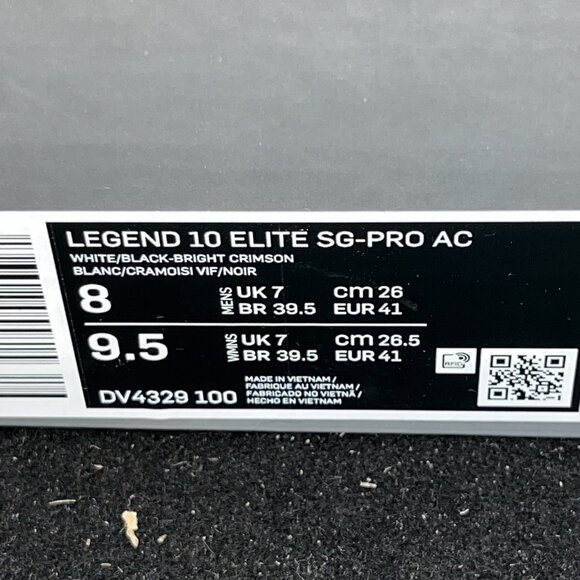 LEGEND 10 ELITE SG-PRO AC
WHITE/BLACK-BRIGHT CRIMSON
BLANC/CRAMOISI VIF/NOIR
8 MENS UK 7 cm 26
BR 39.5 EUR 41
9.5 WMNS UK 7 cm 26.5
BR 39.5 EUR 41
RFID
DV4329 100
MADE IN VIETNAM/
FABRIQUE AU VIETNAM/
FABRICADO NO VIETNÃ/
HECHO EN VIETNAM